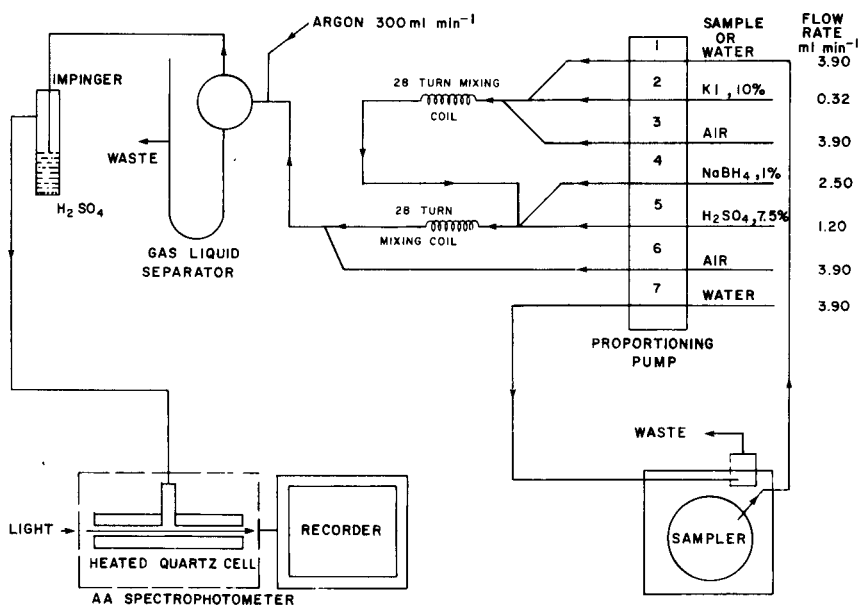 ARGON 300 ml min⁻¹
SAMPLE
OR
WATER
FLOW
RATE
ml min⁻¹
IMPINGER
H₂SO₄
WASTE
GAS LIQUID
SEPARATOR
28 TURN MIXING
COIL
28 TURN
MIXING COIL
1
3.90
2
KI, 10%
0.32
3
AIR
3.90
4
NaBH₄, 1%
2.50
5
H₂SO₄, 7.5%
1.20
6
AIR
3.90
7
WATER
3.90
PROPORTIONING
PUMP
WASTE
SAMPLER
LIGHT
HEATED QUARTZ CELL
AA SPECTROPHOTOMETER
RECORDER